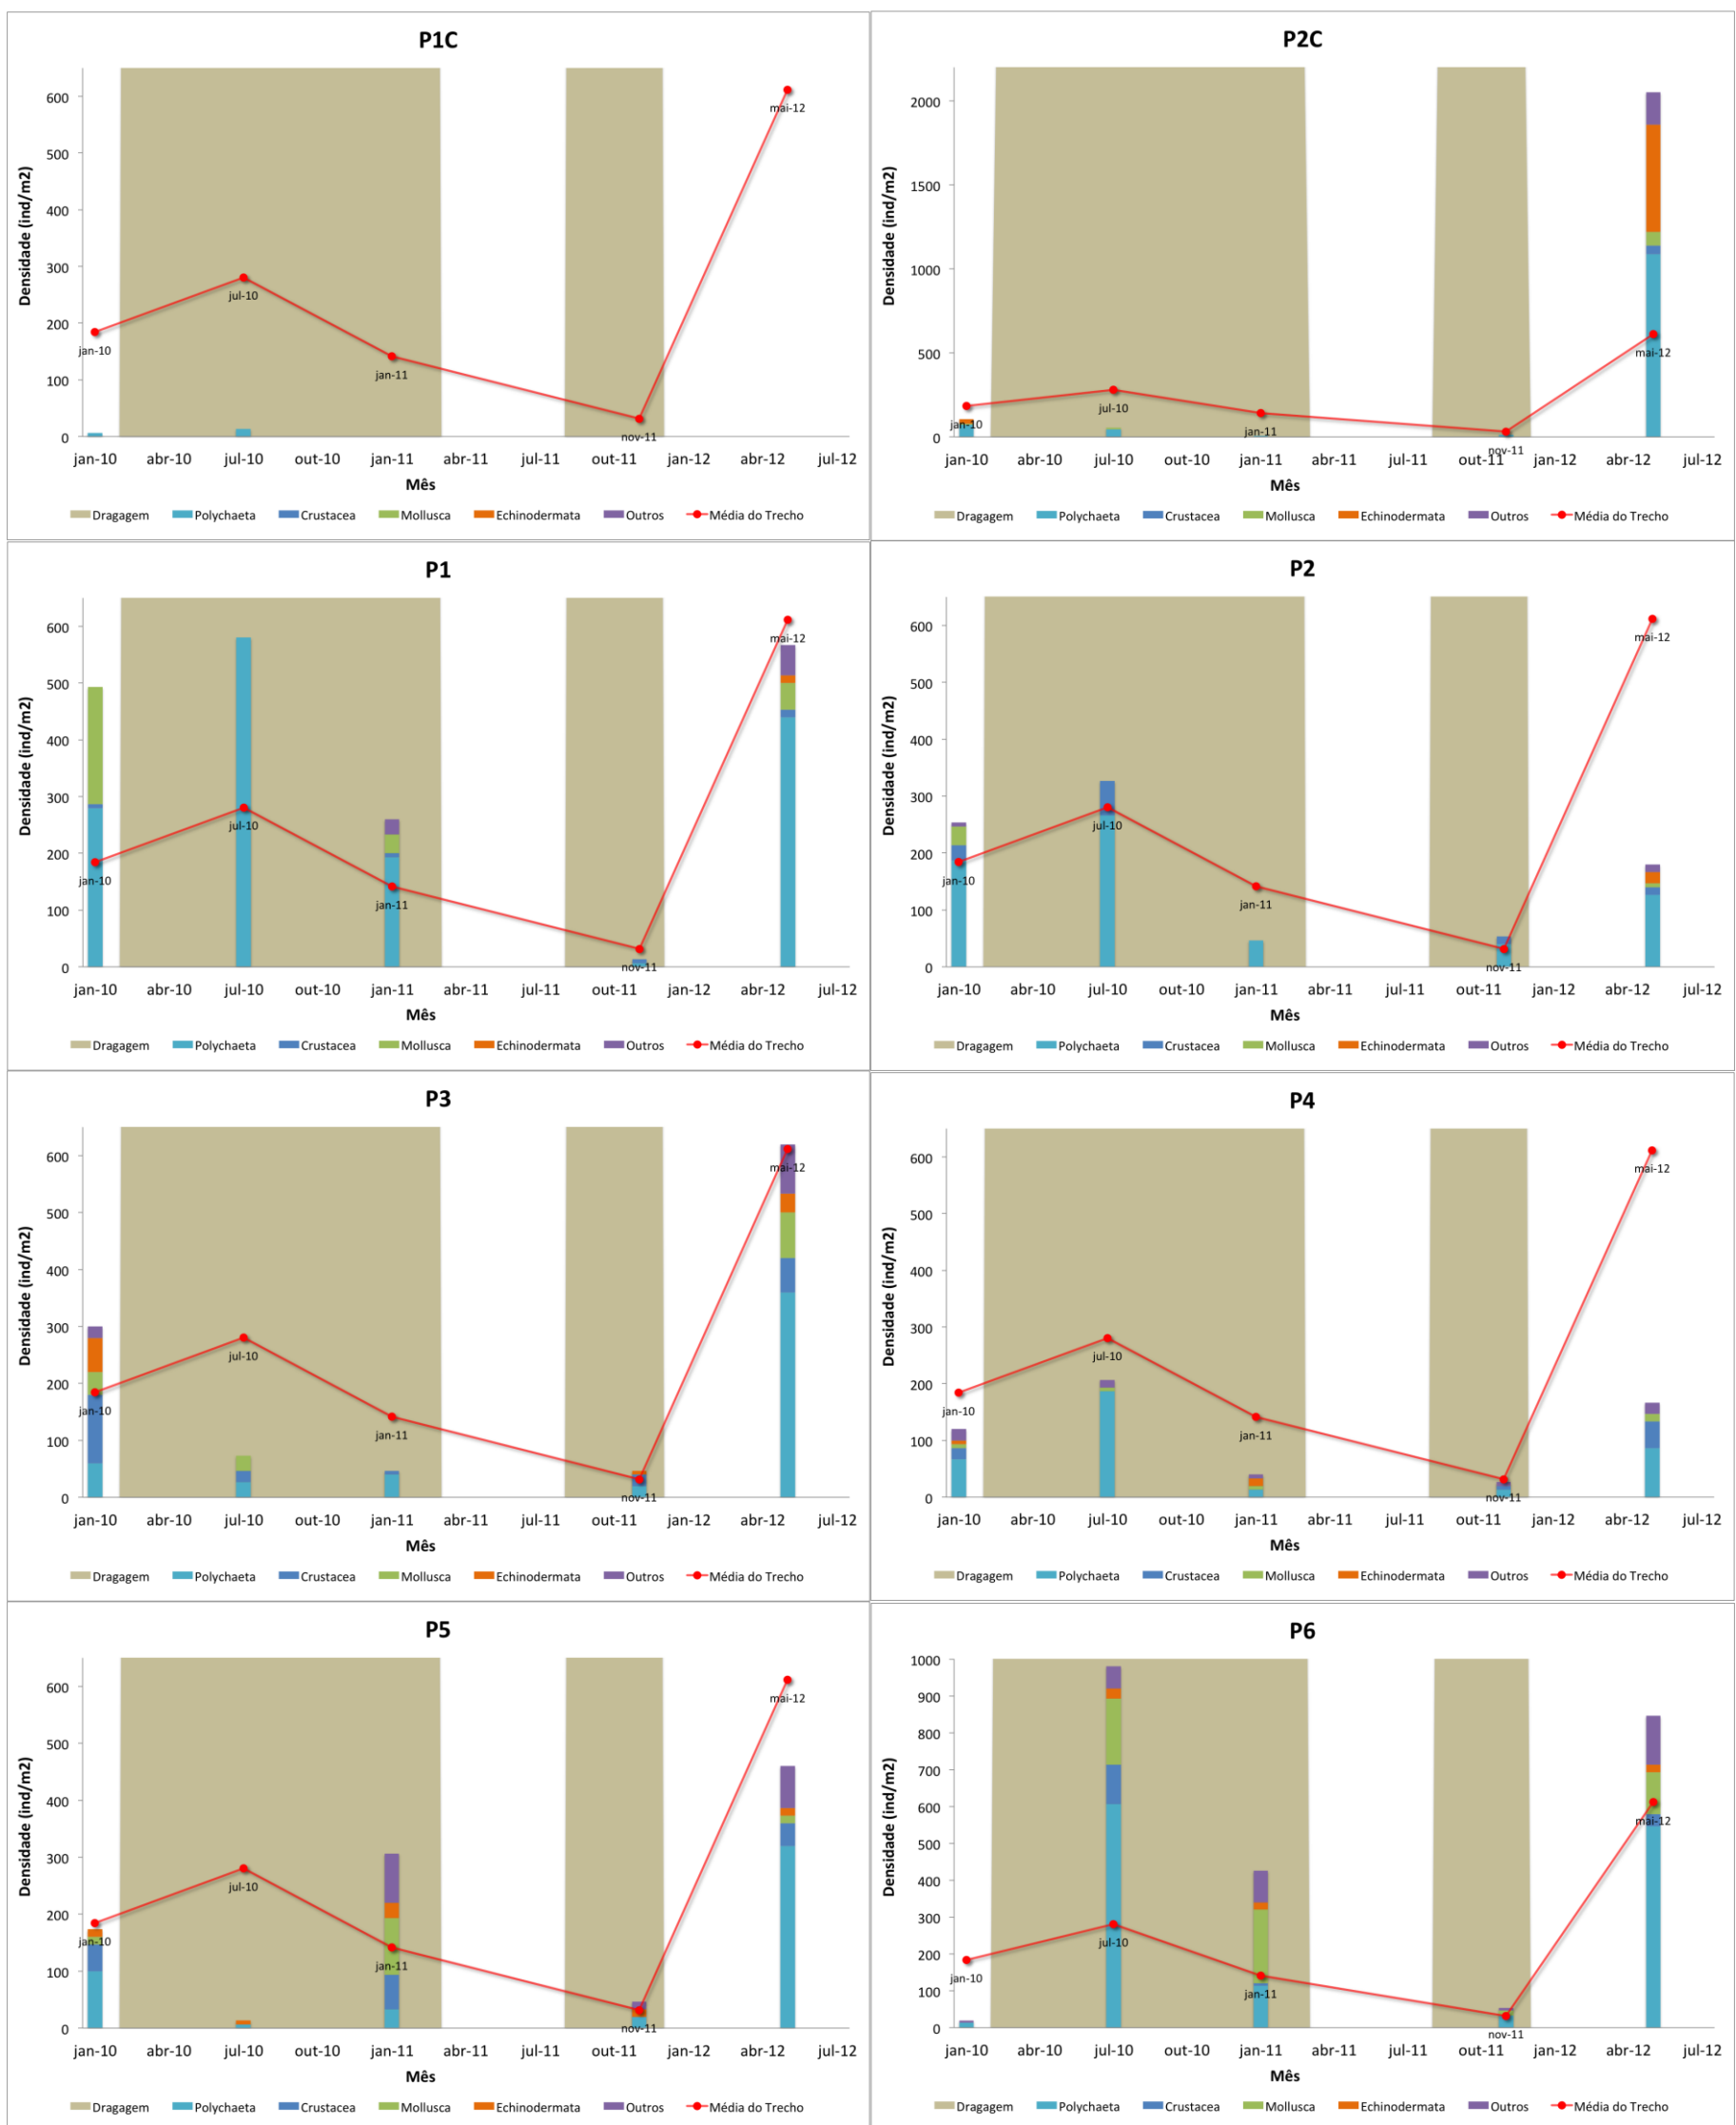 P1C
Densidade (ind/m2)
600
500
400
300
200
100
0
jan-10
jul-10
jan-11
nov-11
mai-12
jan-10 abr-10 jul-10 out-10 jan-11 abr-11 jul-11 out-11 jan-12 abr-12 jul-12
Mês
Dragagem Polychaeta Crustacea Mollusca Echinodermata Outros Média do Trecho
P2C
Densidade (ind/m2)
2000
1500
1000
500
0
jan-10
jul-10
jan-11
nov-11
mai-12
jan-10 abr-10 jul-10 out-10 jan-11 abr-11 jul-11 out-11 jan-12 abr-12 jul-12
Mês
Dragagem Polychaeta Crustacea Mollusca Echinodermata Outros Média do Trecho
P1
Densidade (ind/m2)
600
500
400
300
200
100
0
jan-10
jul-10
jan-11
nov-11
mai-12
jan-10 abr-10 jul-10 out-10 jan-11 abr-11 jul-11 out-11 jan-12 abr-12 jul-12
Mês
Dragagem Polychaeta Crustacea Mollusca Echinodermata Outros Média do Trecho
P2
Densidade (ind/m2)
600
500
400
300
200
100
0
jan-10
jul-10
jan-11
nov-11
mai-12
jan-10 abr-10 jul-10 out-10 jan-11 abr-11 jul-11 out-11 jan-12 abr-12 jul-12
Mês
Dragagem Polychaeta Crustacea Mollusca Echinodermata Outros Média do Trecho
P3
Densidade (ind/m2)
600
500
400
300
200
100
0
jan-10
jul-10
jan-11
nov-11
mai-12
jan-10 abr-10 jul-10 out-10 jan-11 abr-11 jul-11 out-11 jan-12 abr-12 jul-12
Mês
Dragagem Polychaeta Crustacea Mollusca Echinodermata Outros Média do Trecho
P4
Densidade (ind/m2)
600
500
400
300
200
100
0
jan-10
jul-10
jan-11
nov-11
mai-12
jan-10 abr-10 jul-10 out-10 jan-11 abr-11 jul-11 out-11 jan-12 abr-12 jul-12
Mês
Dragagem Polychaeta Crustacea Mollusca Echinodermata Outros Média do Trecho
P5
Densidade (ind/m2)
600
500
400
300
200
100
0
jan-10
jul-10
jan-11
nov-11
mai-12
jan-10 abr-10 jul-10 out-10 jan-11 abr-11 jul-11 out-11 jan-12 abr-12 jul-12
Mês
Dragagem Polychaeta Crustacea Mollusca Echinodermata Outros Média do Trecho
P6
Densidade (ind/m2)
1000
900
800
700
600
500
400
300
200
100
0
jan-10
jul-10
jan-11
nov-11
mai-12
jan-10 abr-10 jul-10 out-10 jan-11 abr-11 jul-11 out-11 jan-12 abr-12 jul-12
Mês
Dragagem Polychaeta Crustacea Mollusca Echinodermata Outros Média do Trecho